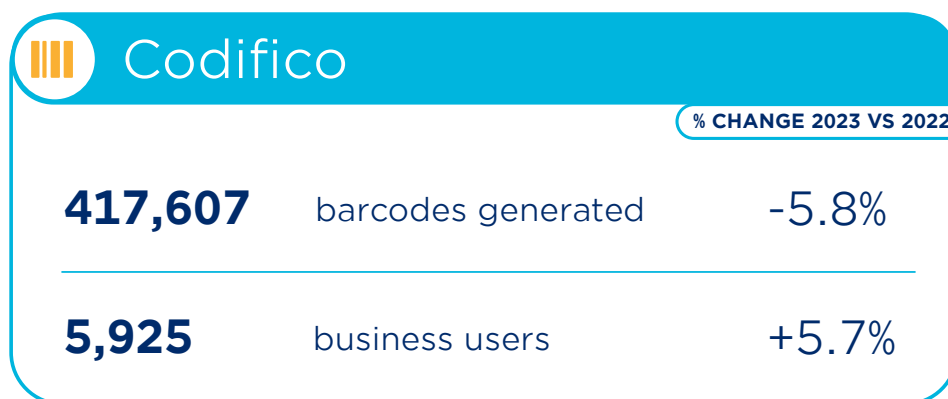 Codifico
% CHANGE 2023 VS 2022
417,607 barcodes generated -5.8%
5,925 business users +5.7%